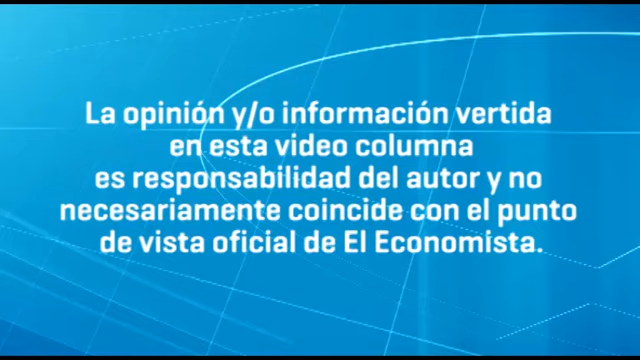 La opinión y/o información vertida
en esta video columna
es responsabilidad del autor y no
necesariamente coincide con el punto
de vista oficial de El Economista.